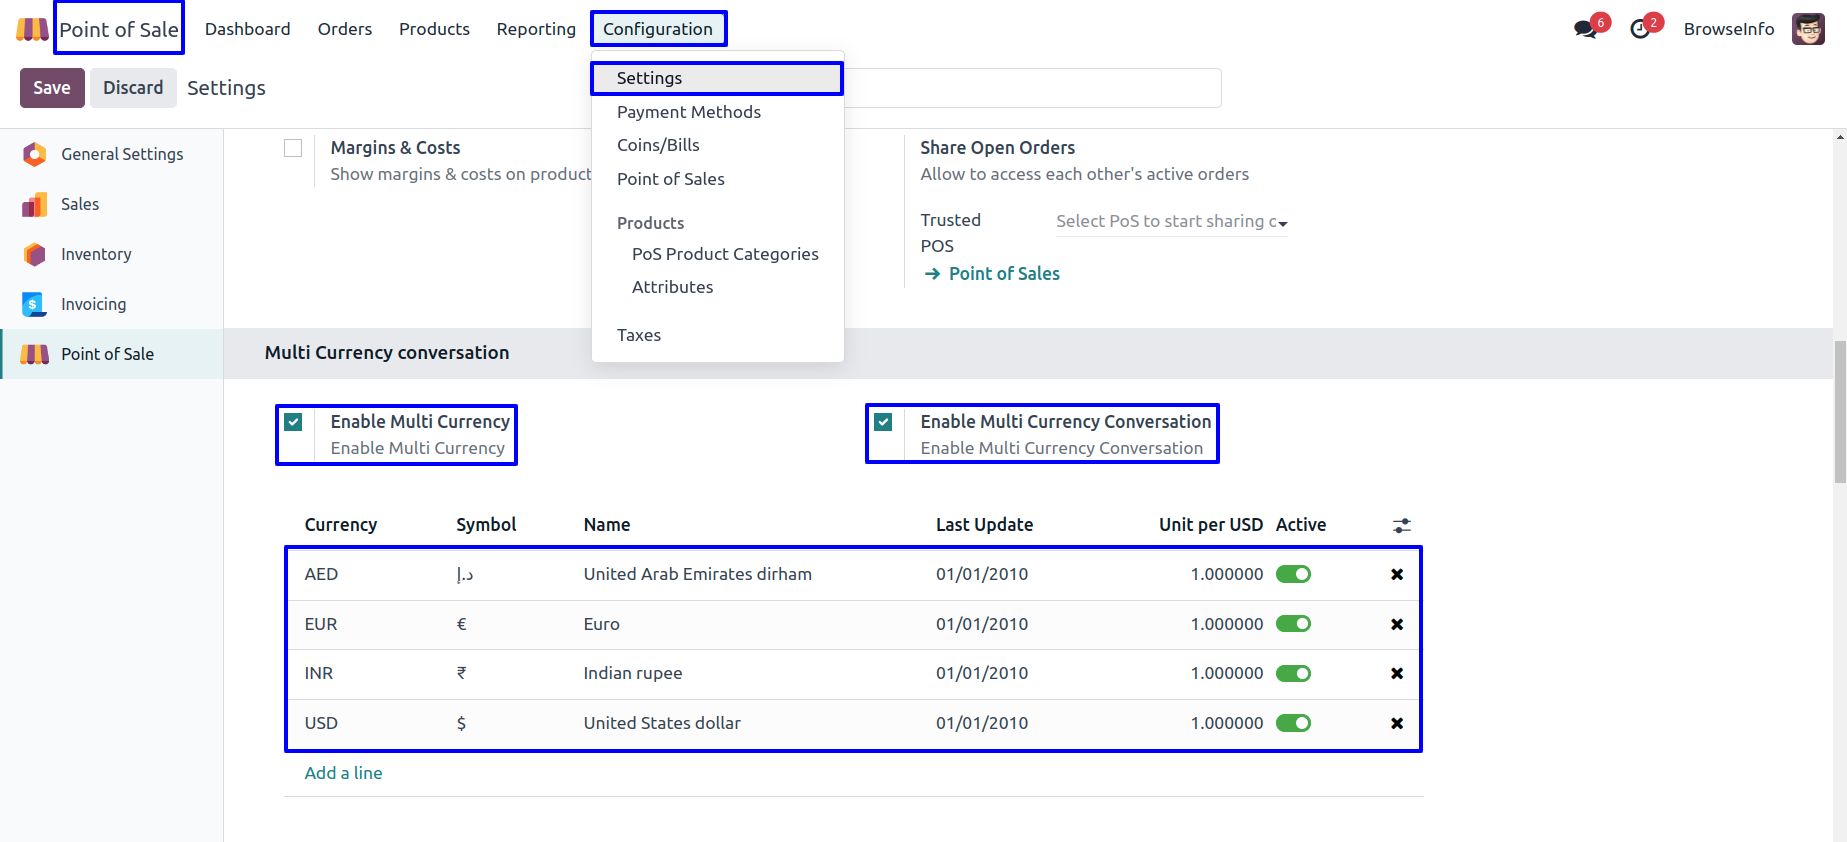 Point of Sale Dashboard Orders Products Reporting Configuration 6 2 BrowseInfo
Save Discard Settings
Settings
Payment Methods
Coins/Bills
Point of Sales
Products
PoS Product Categories
Attributes
Taxes
General Settings
Sales
Inventory
Invoicing
Point of Sale
Margins & Costs
Show margins & costs on product
Share Open Orders
Allow to access each other's active orders
Trusted
POS
Select PoS to start sharing
Point of Sales
Multi Currency conversation
Enable Multi Currency
Enable Multi Currency
Enable Multi Currency Conversation
Enable Multi Currency Conversation
Currency Symbol Name Last Update Unit per USD Active
AED د.إ United Arab Emirates dirham 01/01/2010 1.000000
EUR € Euro 01/01/2010 1.000000
INR ₹ Indian rupee 01/01/2010 1.000000
USD $ United States dollar 01/01/2010 1.000000
Add a line